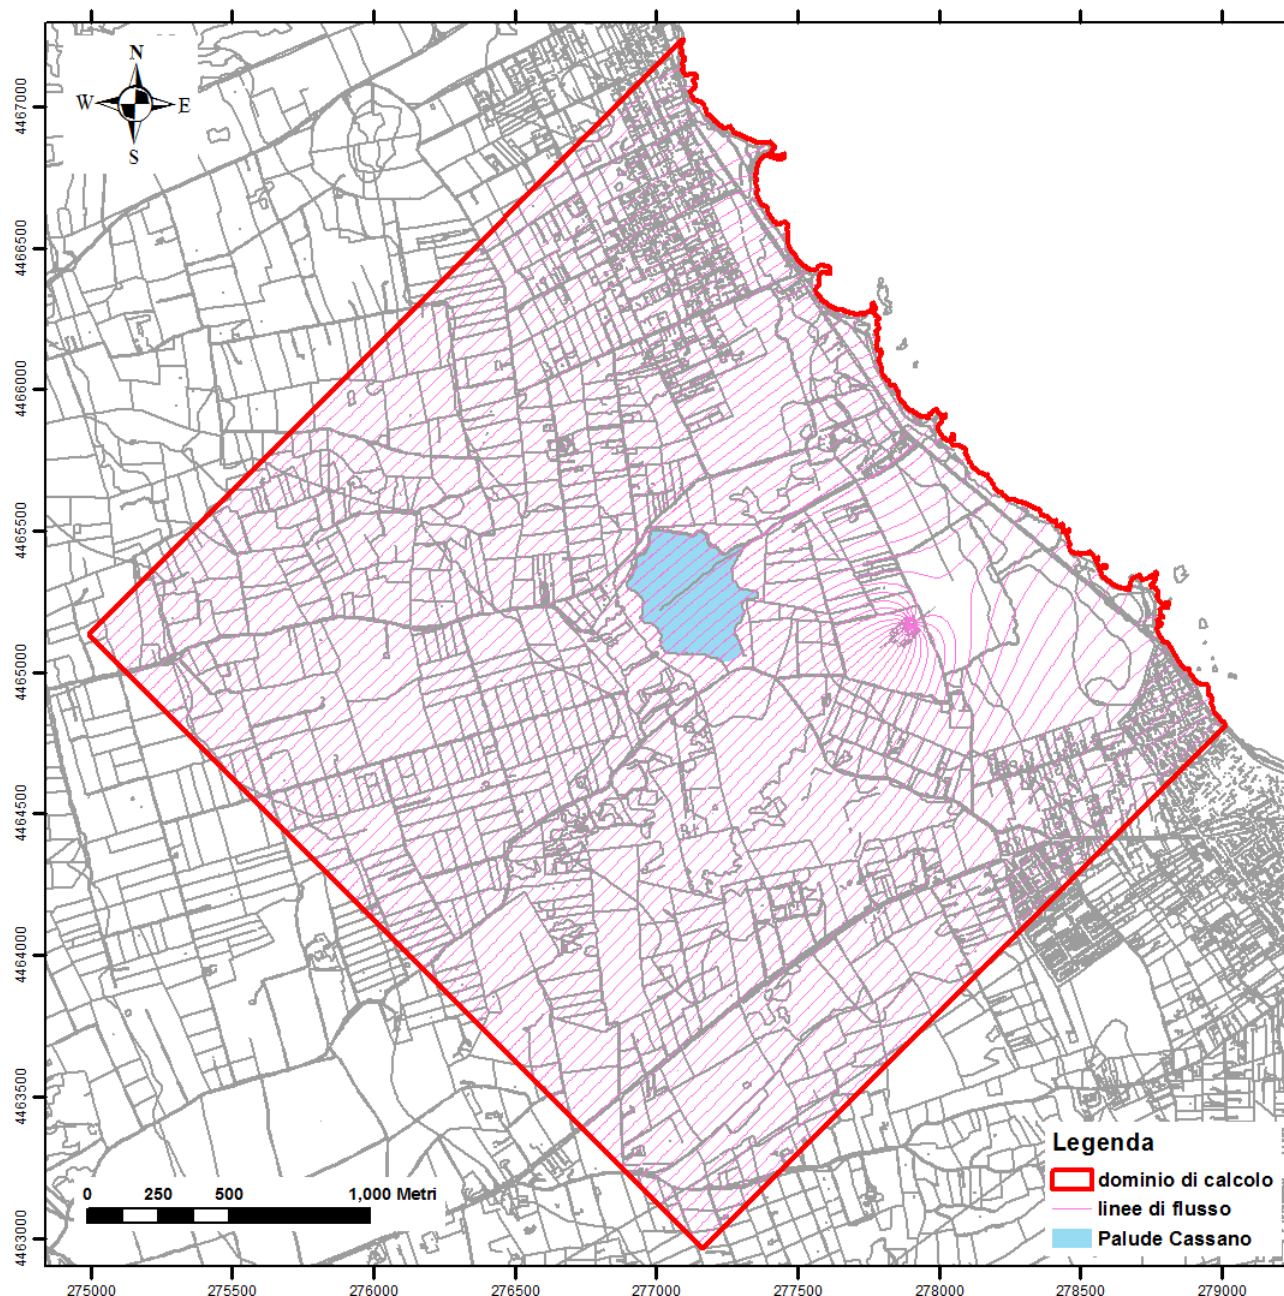 N
W E
S
4467000
4466500
4466000
4465500
4465000
4464500
4464000
4463500
4463000
Legenda
dominio di calcolo
linee di flusso
Palude Cassano
0 250 500 1,000 Metri
275000 275500 276000 276500 277000 277500 278000 278500 279000